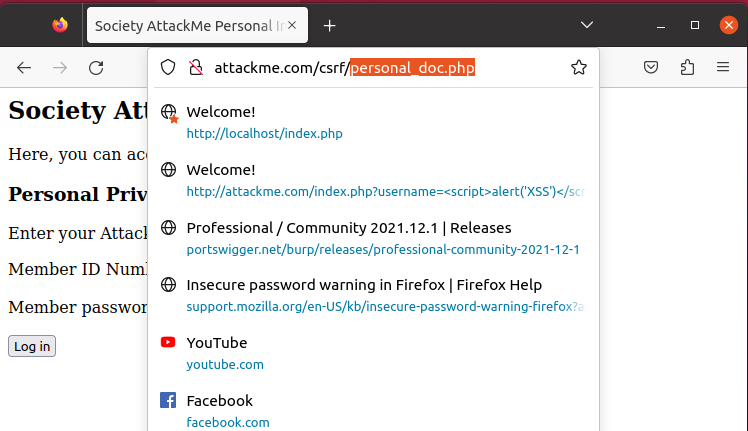 Society AttackMe Personal In
attackme.com/csrf/personal_doc.php
Society Att
Here, you can acc
Personal Priv
Enter your Attack
Member ID Num
Member passwor
Log in
Welcome!
http://localhost/index.php
Welcome!
http://attackme.com/index.php?username=<script>alert('XSS')</scr
Professional / Community 2021.12.1 | Releases
portswigger.net/burp/releases/professional-community-2021-12-1
Insecure password warning in Firefox | Firefox Help
support.mozilla.org/en-US/kb/insecure-password-warning-firefox?a
YouTube
youtube.com
Facebook
facebook.com